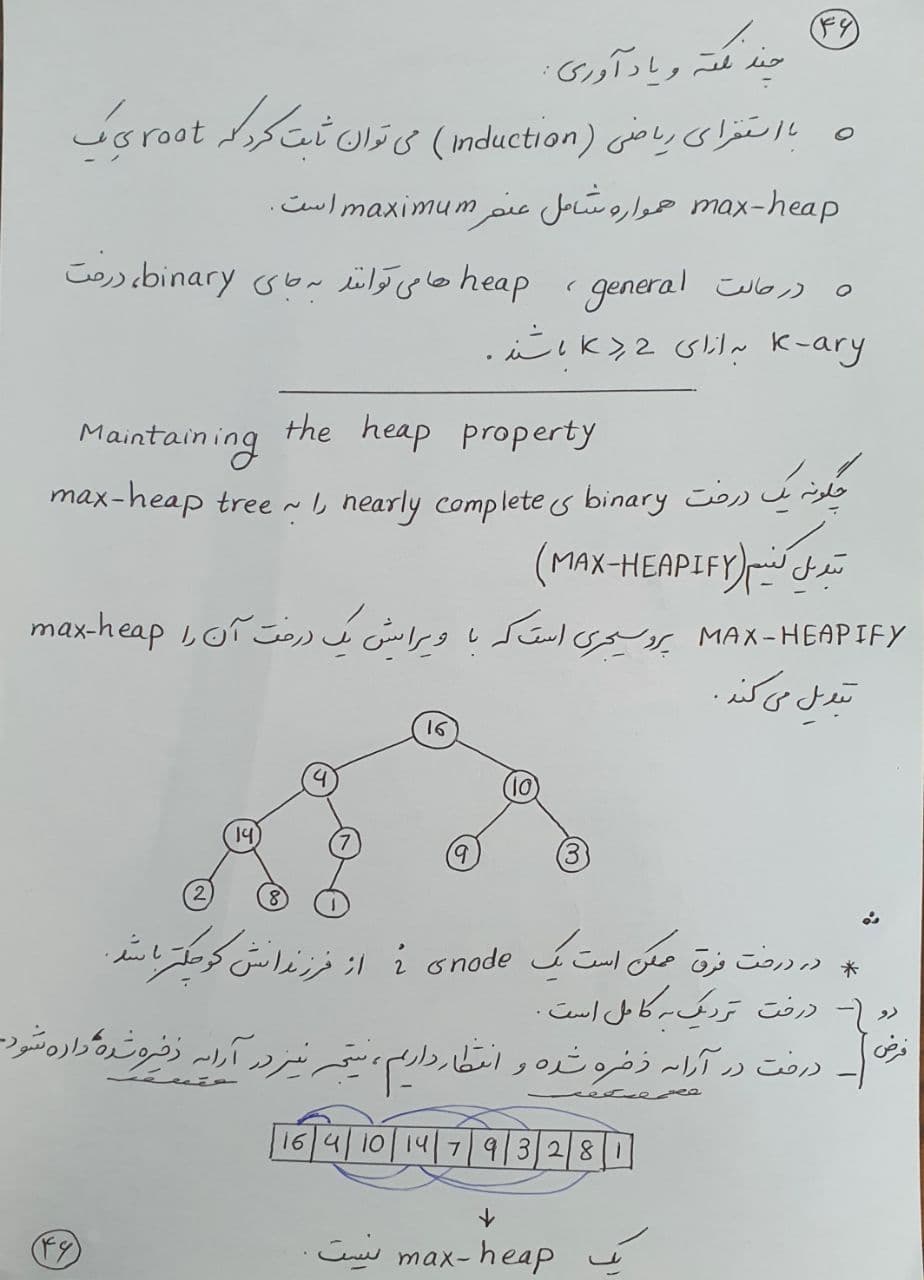 ۴۶
چند نکته و یادآوری:
○ با استقرای ریاضی (induction) می توان ثابت کرد که root ی یک
max-heap همواره شامل عنصر maximum است.
○ در حالت general ، heap ها می توانند به جای binary، درخت
k-ary به ازای k ⩾ 2 باشند.
Maintaining the heap property
چگونه یک درخت binary ی nearly complete را به max-heap tree
تبدیل کنیم (MAX-HEAPIFY)
MAX-HEAPIFY پروسیجری است که با ویرایش یک درخت آن را max-heap
تبدیل می کند.
16
4 10
14 7 9 3
2 8 1
* در درخت فوق ممکن است یک node ی i از فرزندانش کوچکتر باشد.
دو فرض
- درخت نزدیک به کامل است.
- درخت در آرایه ذخره شده و انتظار داریم، نتیجه نیز در آرایه ذخیره شده داده شود.
16 4 10 14 7 9 3 2 8 1
↓
یک max-heap نیست.
۴۶